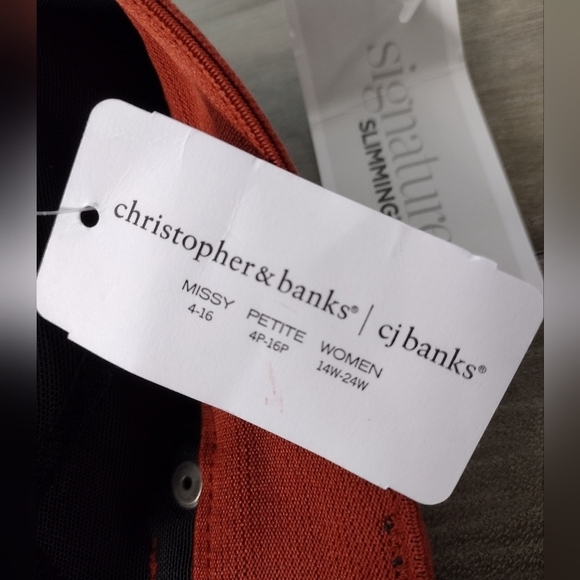 signature
SLIMMING
christopher & banks® | cj banks®
MISSY PETITE WOMEN
4-16 4P-16P 14W-24W